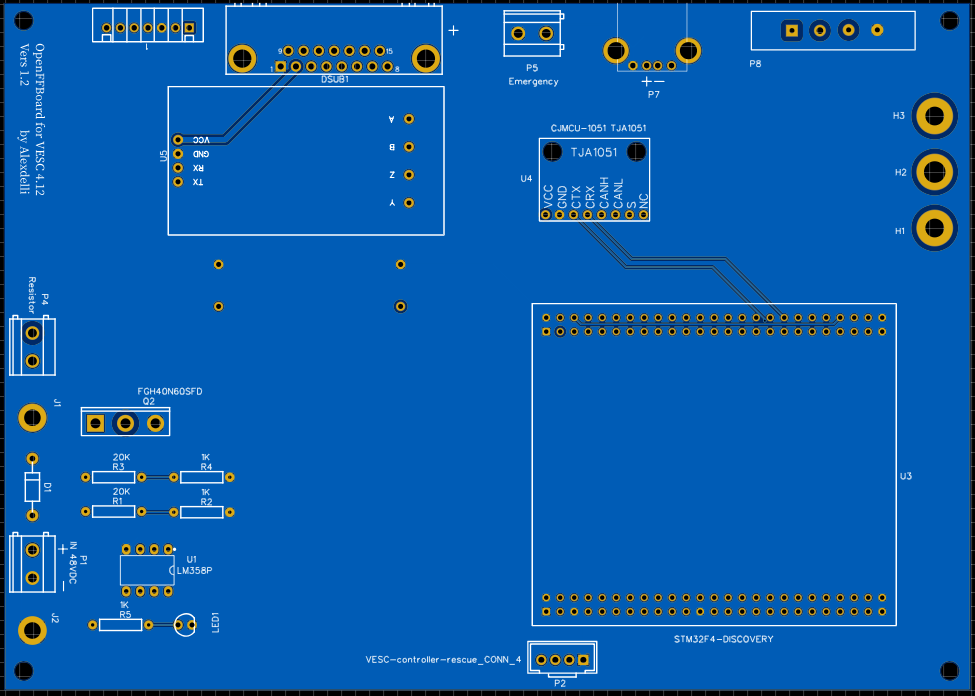 OpenFFBoard for VESC 4.12
Vers 1.2 by Alexdelli
1
9
15
1
8
DSUB1
+
P5
Emergency
+−
P7
P8
H3
H2
H1
U5
VCC
GND
RX
TX
A
B
Z
Y
CJMCU-1051 TJA1051
TJA1051
U4
VCC
GND
CTX
CRX
CANH
CANL
S
NC
P4
Resistor
J1
FGH40N60SFD
Q2
20K
R3
1K
R4
20K
R1
1K
R2
D1
U3
P1
IN 48VDC
+
−
U1
LM358P
J2
1K
R5
LED1
STM32F4-DISCOVERY
VESC-controller-rescue_CONN_4
P2